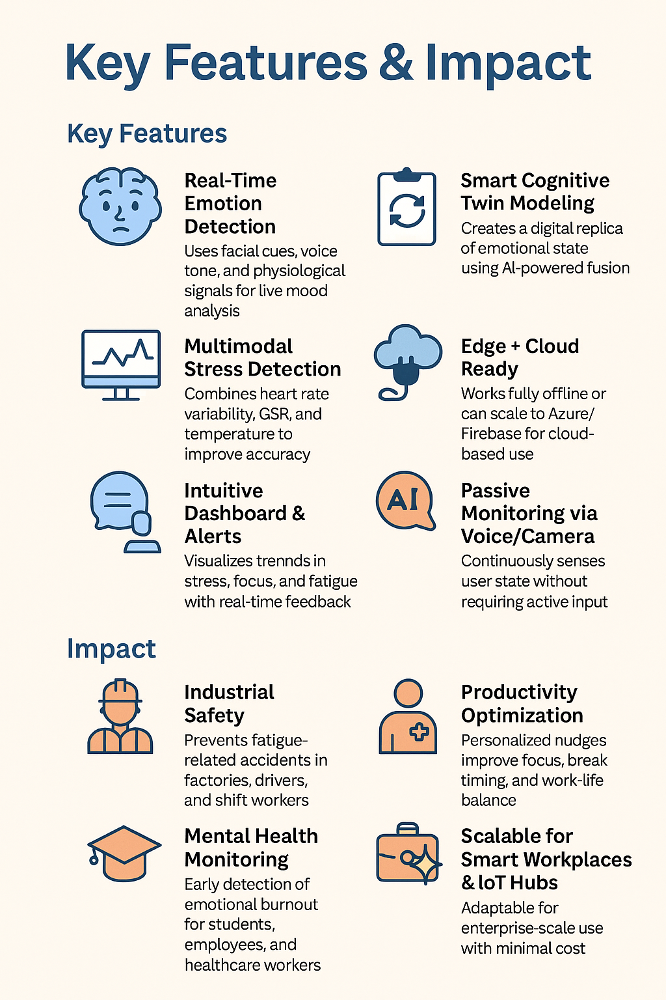 Key Features & Impact
Key Features
Real-Time
Emotion
Detection
Uses facial cues, voice
tone, and physiological
signals for live mood
analysis
Smart Cognitive
Twin Modeling
Creates a digital replica
of emotional state
using AI-powered fusion
Multimodal
Stress Detection
Combines heart rate
variability, GSR, and
temperature to
improve accuracy
Edge + Cloud
Ready
Works fully offline or
can scale to Azure/
Firebase for cloud-
based use
Intuitive
Dashboard &
Alerts
Visualizes trennds in
stress, focus, and fatigue
with real-time feedback
AI
Passive
Monitoring via
Voice/Camera
Continuously senses
user state without
requiring active input
Impact
Industrial
Safety
Prevents fatigue-
related accidents in
factories, drivers,
and shift workers
Productivity
Optimization
Personalized nudges
improve focus, break
timing, and work-life
balance
Mental Health
Monitoring
Early detection of
emotional burnout
for students,
employees, and
healthcare workers
Scalable for
Smart Workplaces
& IoT Hubs
Adaptable for
enterprise-scale use
with minimal cost